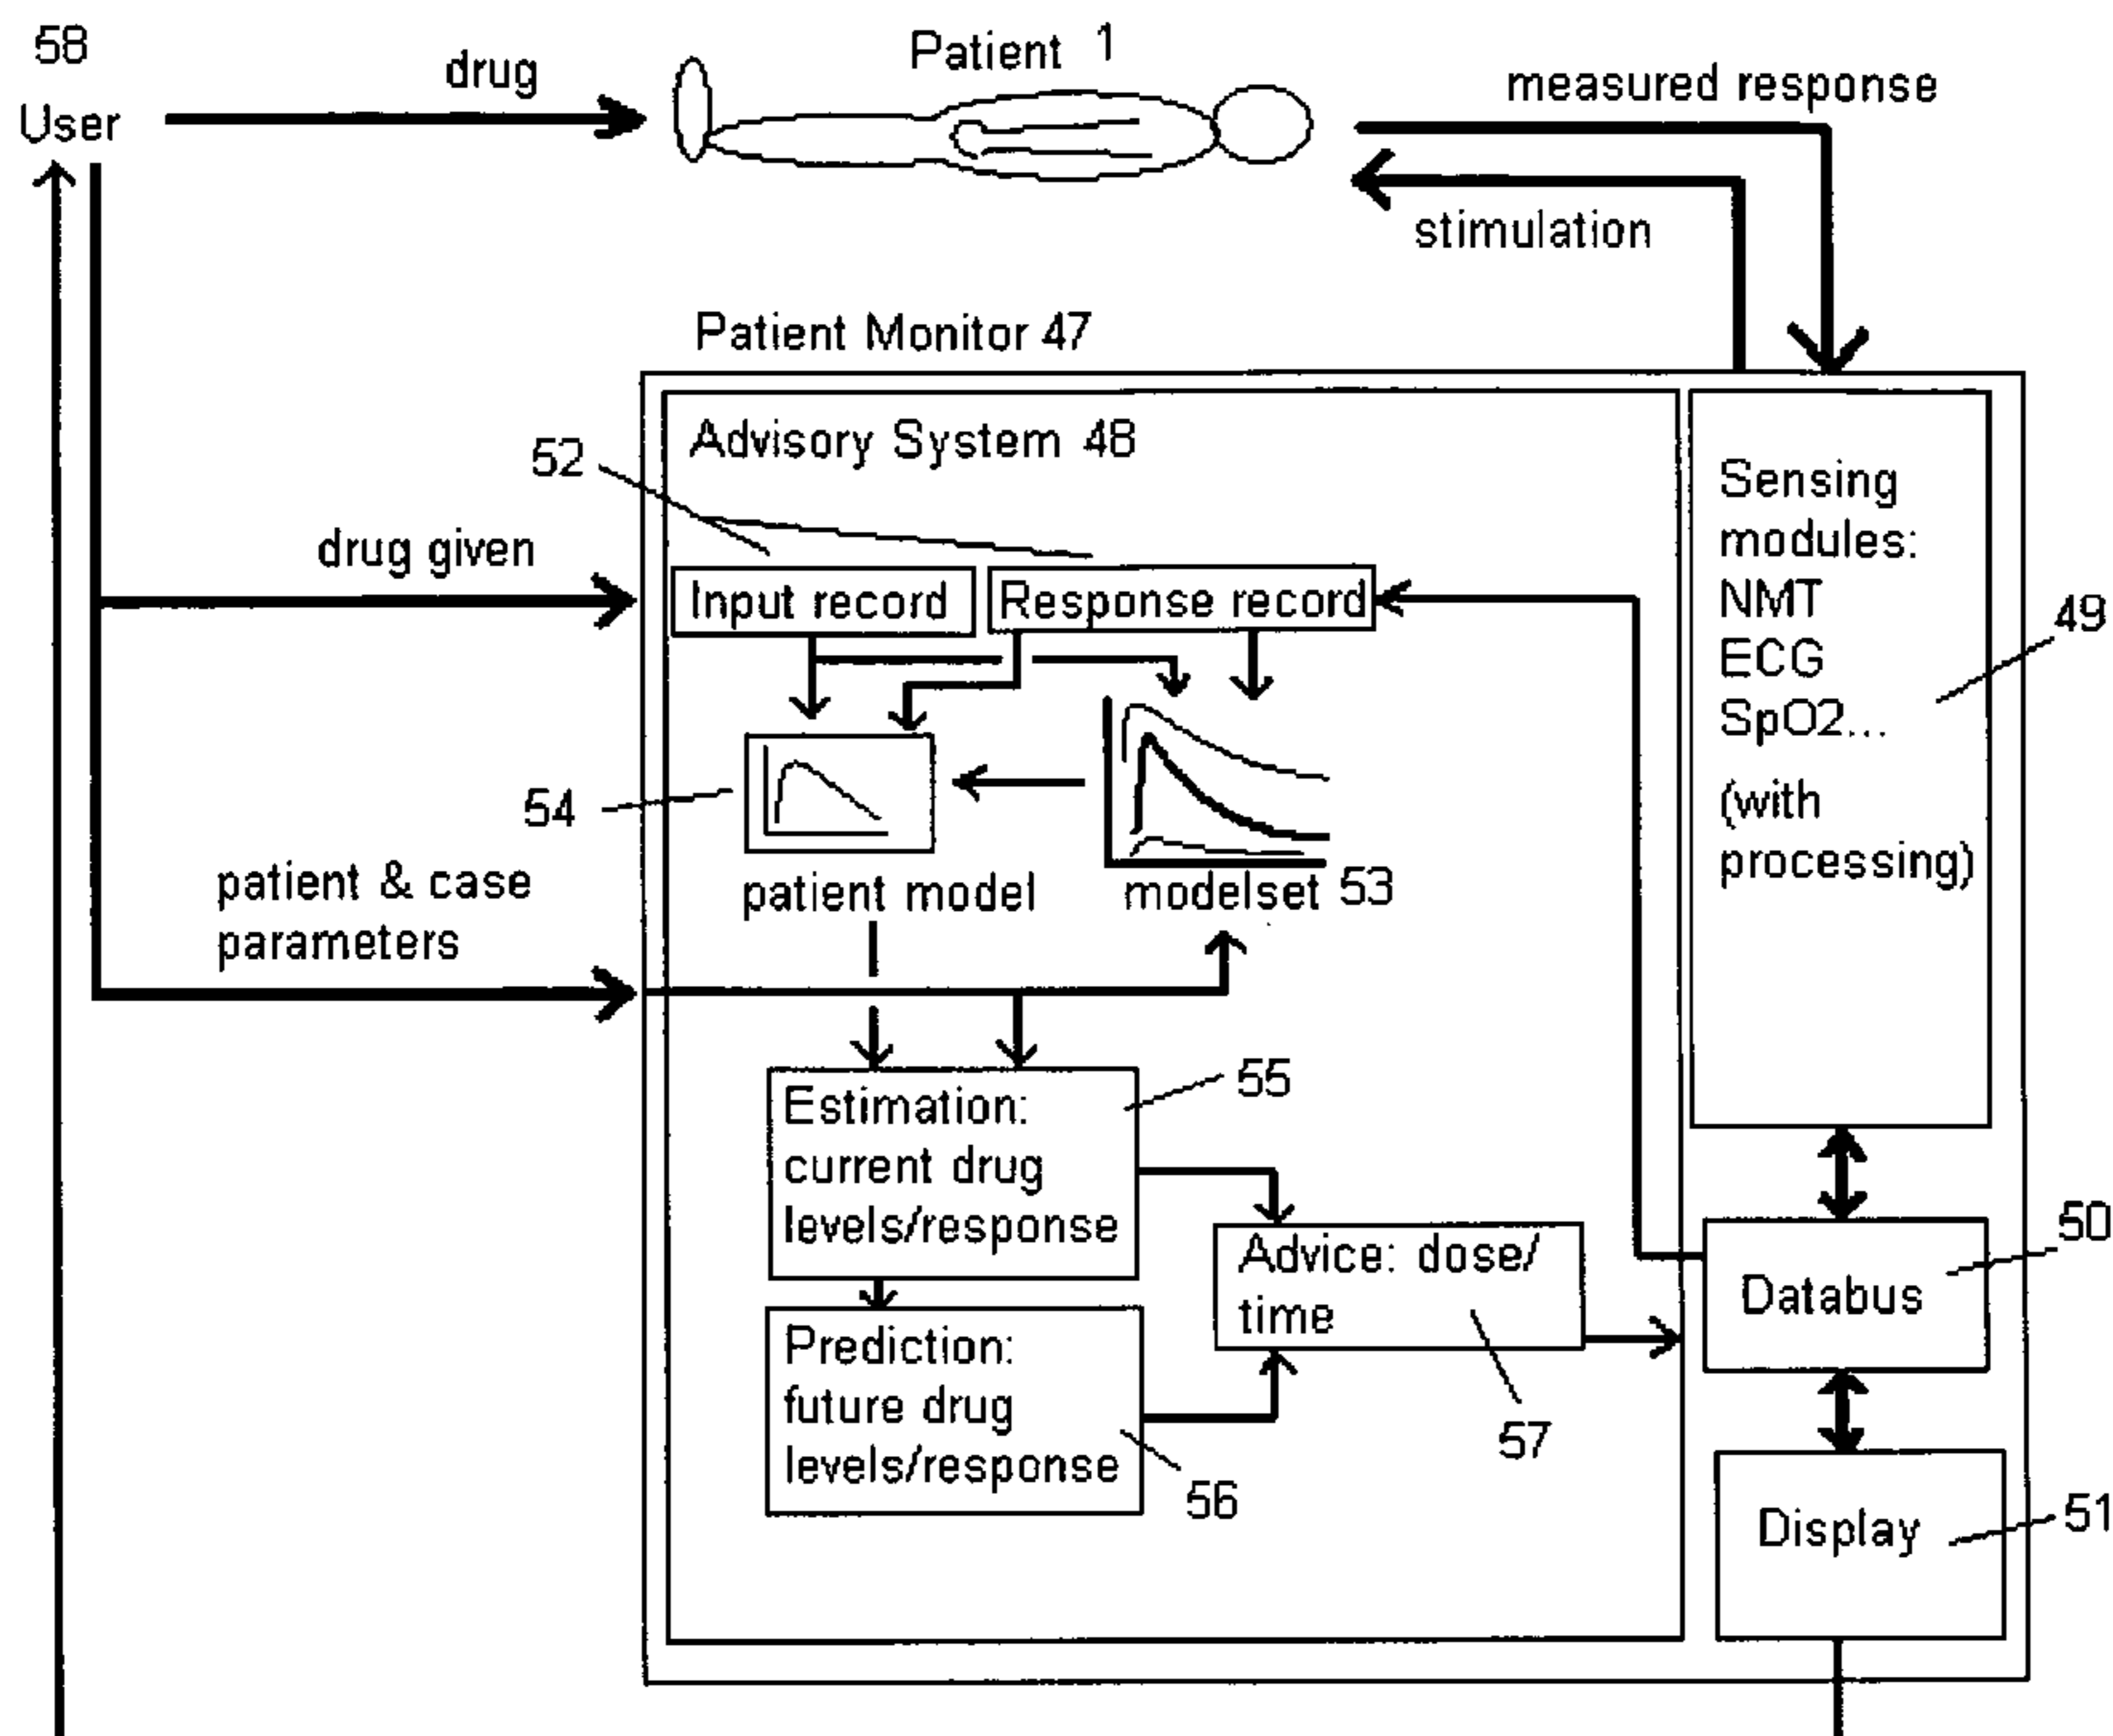 58
User
drug
Patient 1
measured response
stimulation
Patient Monitor 47
Advisory System 48
52
drug given
Input record
Response record
Sensing
modules:
NMT
ECG
SpO2...
(with
processing)
49
54
patient model
modelset 53
patient & case
parameters
Estimation:
current drug
levels/response
55
Prediction:
future drug
levels/response
56
Advice: dose/
time
57
Databus
50
Display
51